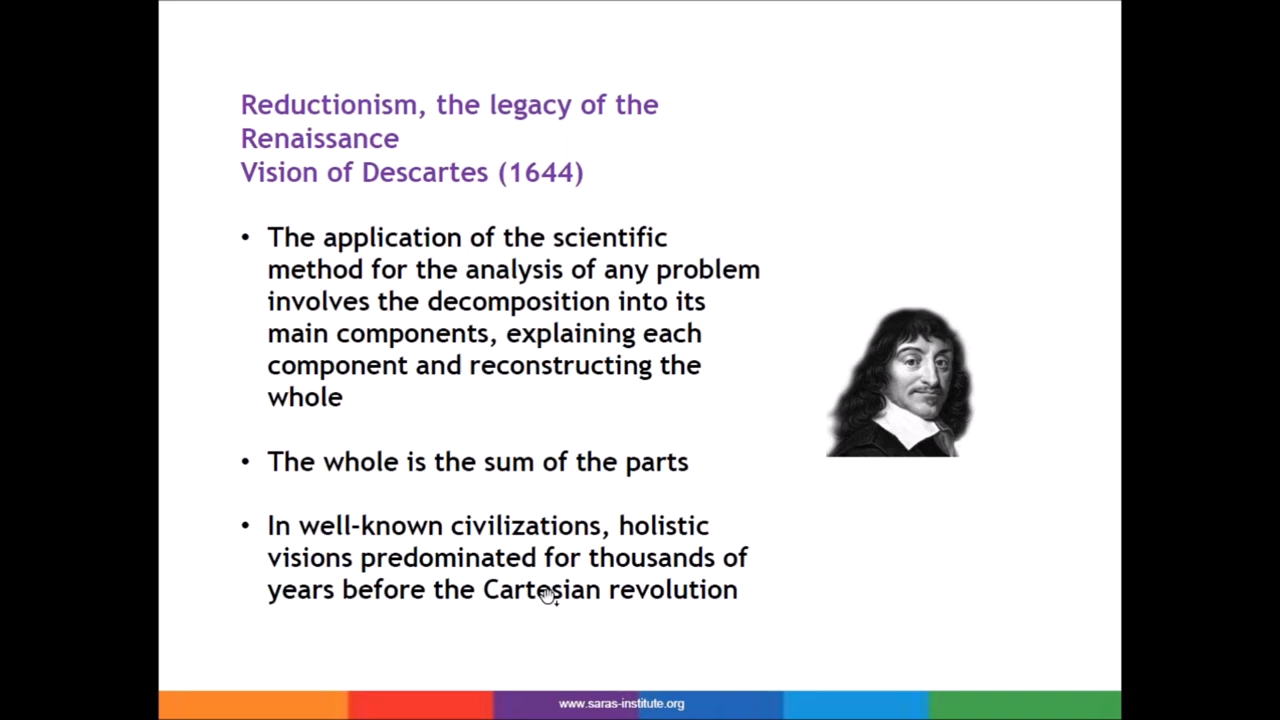 Reductionism, the legacy of the
Renaissance
Vision of Descartes (1644)
• The application of the scientific
method for the analysis of any problem
involves the decomposition into its
main components, explaining each
component and reconstructing the
whole
• The whole is the sum of the parts
• In well-known civilizations, holistic
visions predominated for thousands of
years before the Cartesian revolution
www.saras-institute.org